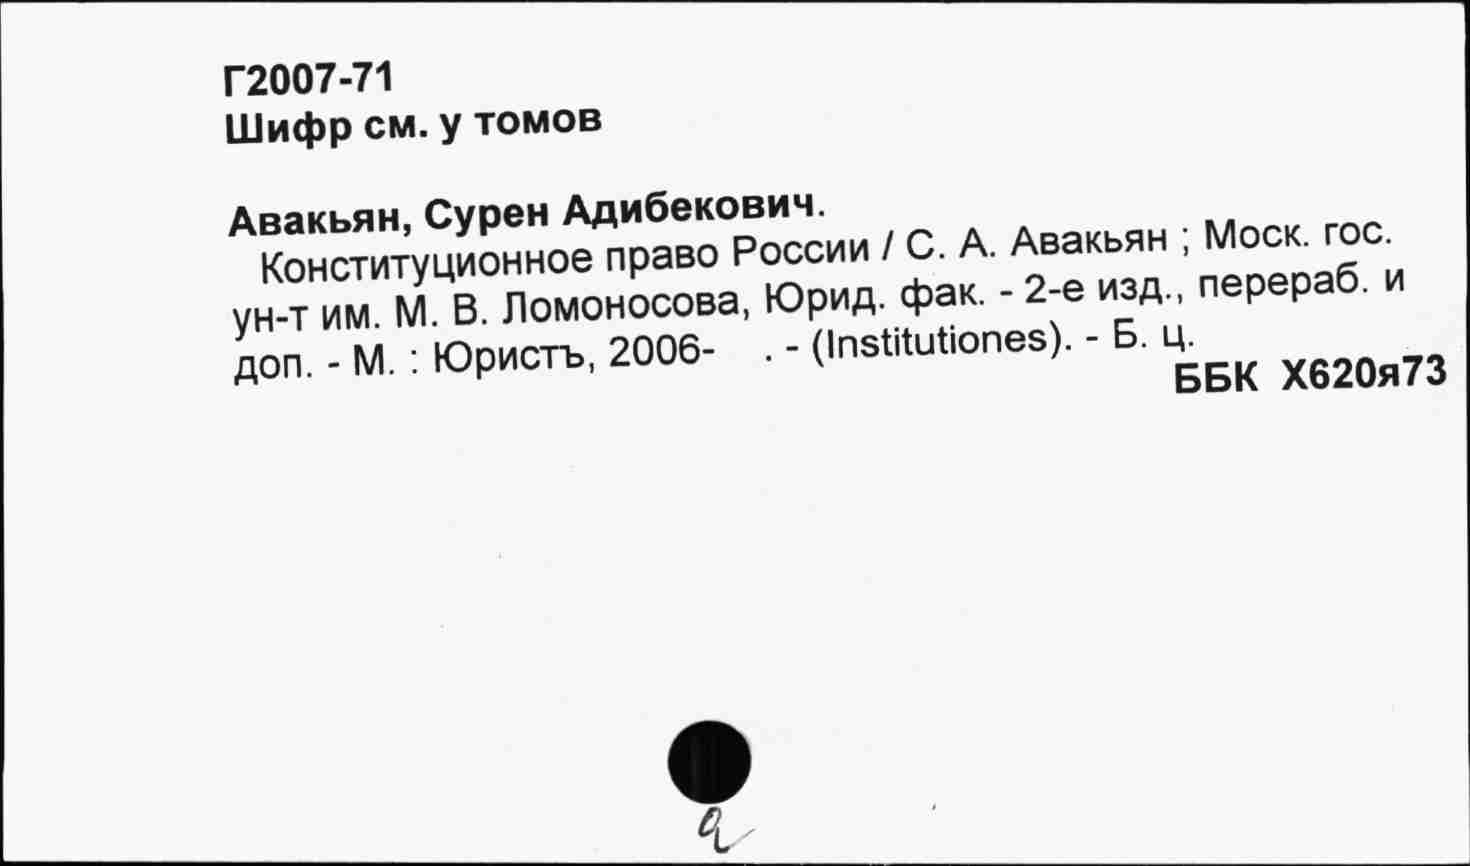 Г2007-71
Шифр см. у томов
Авакьян, Сурен Адибекович.
Конституционное право России / С. А. Авакьян ; Моск. гос.
ун-т им. М. В. Ломоносова, Юрид. фак. - 2-е изд., перераб. и
доп. - М. : Юристъ, 2006- . - (Institutiones). - Б. ц.
ББК Х620я73